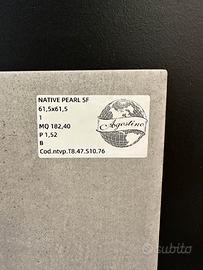 NATIVE PEARL SF
61,5x61,5
1
MQ 182,40
P 1,52
B
Cod.ntvp.T8.47.S10.76
Agostino
subito